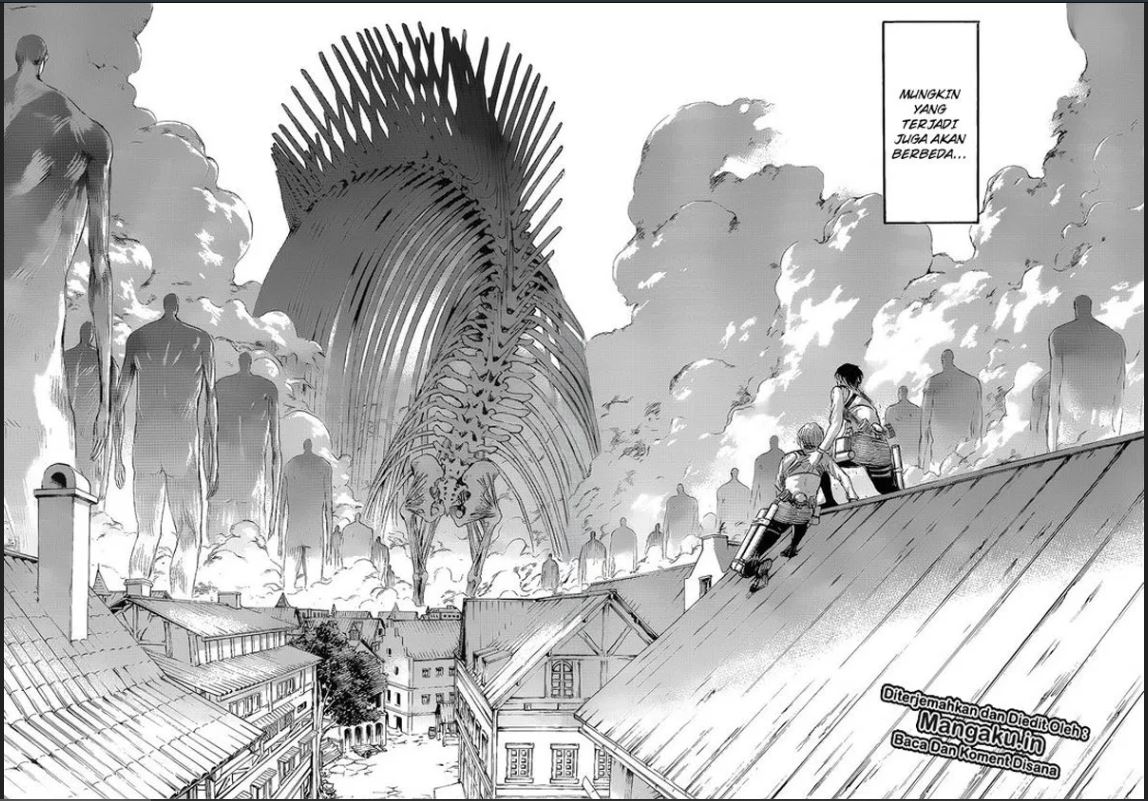 MUNGKIN
YANG
TERJADI
JUGA AKAN
BERBEDA...
Diterjemahkan dan Diedit Oleh :
Mangaku.in
Baca Dan Koment Disana